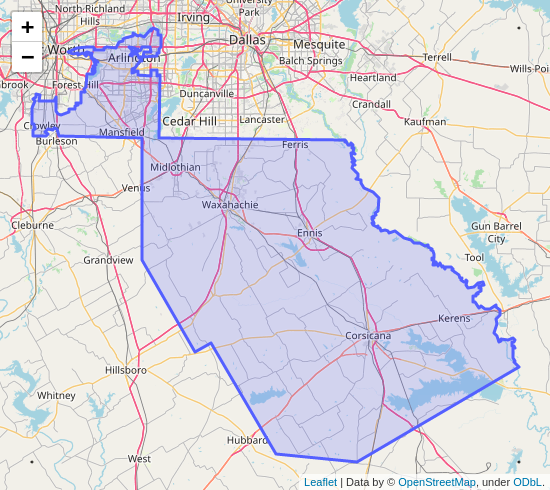 North Richland
Hills
Irving
University
Park
+
−
Worth
Arlington
Dallas
Mesquite
Balch Springs
Terrell
Wills-Po
Heartland
Forest Hill
Duncanville
Crandall
Kaufman
Crowley
Mansfield
Cedar Hill
Lancaster
Burleson
Ferris
Midlothian
Venus
Waxahachie
Cleburne
Ennis
Gun Barrel
City
Grandview
Tool
Kerens
Corsicana
Hillsboro
Whitney
Hubbard
West
Leaflet | Data by © OpenStreetMap, under ODbL.